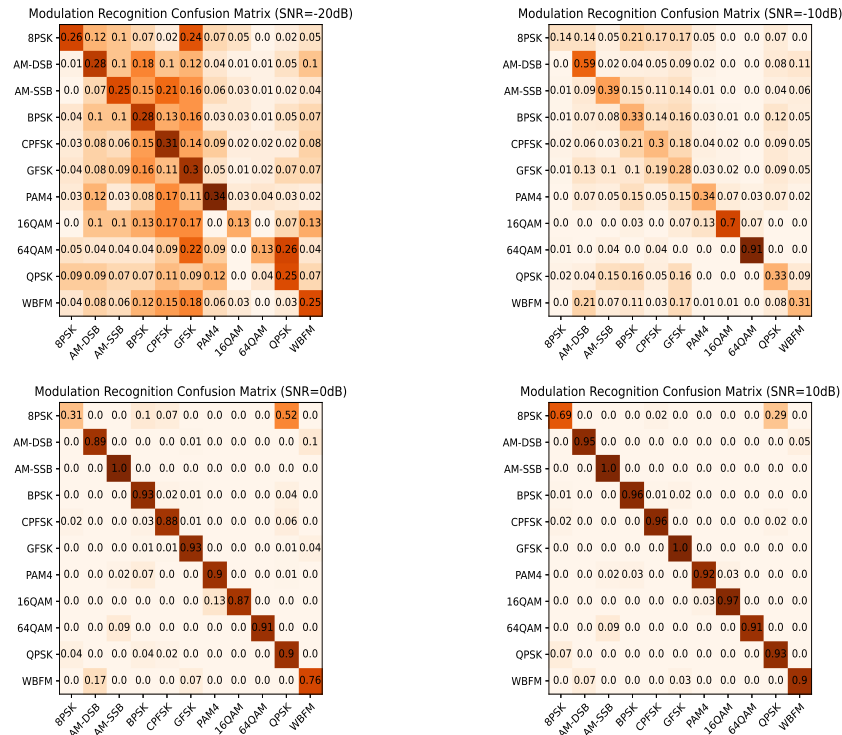 Modulation Recognition Confusion Matrix (SNR=-20dB)
8PSK 0.26 0.12 0.1 0.07 0.02 0.24 0.07 0.05 0.0 0.02 0.05
AM-DSB 0.01 0.28 0.1 0.18 0.1 0.12 0.04 0.01 0.01 0.05 0.1
AM-SSB 0.0 0.07 0.25 0.15 0.21 0.16 0.06 0.03 0.01 0.02 0.04
BPSK 0.04 0.1 0.1 0.28 0.13 0.16 0.03 0.03 0.01 0.05 0.07
CPFSK 0.03 0.08 0.06 0.15 0.31 0.14 0.09 0.02 0.02 0.02 0.08
GFSK 0.04 0.08 0.09 0.16 0.11 0.3 0.04 0.01 0.02 0.07 0.07
PAM4 0.03 0.12 0.03 0.08 0.17 0.11 0.34 0.03 0.04 0.03 0.02
16QAM 0.0 0.1 0.1 0.13 0.17 0.17 0.0 0.13 0.0 0.07 0.13
64QAM 0.05 0.04 0.04 0.04 0.09 0.22 0.09 0.0 0.13 0.26 0.04
QPSK 0.09 0.09 0.07 0.07 0.11 0.09 0.12 0.0 0.04 0.25 0.07
WBFM 0.04 0.08 0.06 0.12 0.15 0.18 0.06 0.03 0.0 0.03 0.25
8PSK AM-DSB AM-SSB BPSK CPFSK GFSK PAM4 16QAM 64QAM QPSK WBFM
Modulation Recognition Confusion Matrix (SNR=-10dB)
8PSK 0.14 0.14 0.05 0.21 0.17 0.17 0.05 0.0 0.0 0.07 0.0
AM-DSB 0.0 0.59 0.02 0.04 0.05 0.09 0.02 0.0 0.0 0.08 0.11
AM-SSB 0.01 0.09 0.39 0.15 0.11 0.14 0.01 0.0 0.0 0.04 0.06
BPSK 0.01 0.07 0.08 0.33 0.14 0.16 0.03 0.01 0.0 0.12 0.05
CPFSK 0.02 0.06 0.03 0.21 0.3 0.18 0.04 0.02 0.0 0.09 0.05
GFSK 0.01 0.13 0.1 0.1 0.19 0.28 0.03 0.02 0.0 0.09 0.05
PAM4 0.0 0.07 0.02 0.15 0.05 0.15 0.34 0.07 0.03 0.07 0.02
16QAM 0.0 0.0 0.0 0.03 0.0 0.07 0.13 0.7 0.07 0.0 0.0
64QAM 0.01 0.0 0.04 0.0 0.04 0.0 0.0 0.0 0.91 0.0 0.0
QPSK 0.02 0.04 0.15 0.16 0.05 0.16 0.0 0.0 0.0 0.33 0.09
WBFM 0.0 0.21 0.07 0.11 0.03 0.17 0.01 0.01 0.0 0.08 0.31
8PSK AM-DSB AM-SSB BPSK CPFSK GFSK PAM4 16QAM 64QAM QPSK WBFM
Modulation Recognition Confusion Matrix (SNR=0dB)
8PSK 0.31 0.0 0.0 0.1 0.07 0.0 0.0 0.0 0.0 0.52 0.0
AM-DSB 0.0 0.89 0.0 0.0 0.0 0.01 0.0 0.0 0.0 0.0 0.1
AM-SSB 0.0 0.0 1.0 0.0 0.0 0.0 0.0 0.0 0.0 0.0 0.0
BPSK 0.0 0.0 0.0 0.93 0.02 0.01 0.0 0.0 0.0 0.04 0.0
CPFSK 0.02 0.0 0.0 0.03 0.88 0.0 0.0 0.0 0.0 0.06 0.0
GFSK 0.0 0.0 0.0 0.01 0.01 0.93 0.0 0.0 0.0 0.0 0.04
PAM4 0.0 0.0 0.02 0.07 0.0 0.0 0.9 0.0 0.0 0.01 0.0
16QAM 0.0 0.0 0.0 0.0 0.0 0.0 0.13 0.87 0.0 0.0 0.0
64QAM 0.0 0.0 0.09 0.0 0.0 0.0 0.0 0.0 0.91 0.0 0.0
QPSK 0.04 0.0 0.0 0.04 0.02 0.0 0.0 0.0 0.0 0.9 0.0
WBFM 0.0 0.17 0.0 0.0 0.0 0.07 0.0 0.0 0.0 0.0 0.76
8PSK AM-DSB AM-SSB BPSK CPFSK GFSK PAM4 16QAM 64QAM QPSK WBFM
Modulation Recognition Confusion Matrix (SNR=10dB)
8PSK 0.69 0.0 0.0 0.0 0.02 0.0 0.0 0.0 0.0 0.29 0.0
AM-DSB 0.0 0.95 0.0 0.0 0.0 0.0 0.0 0.0 0.0 0.0 0.05
AM-SSB 0.0 0.0 1.0 0.0 0.0 0.0 0.0 0.0 0.0 0.0 0.0
BPSK 0.01 0.0 0.0 0.96 0.01 0.02 0.0 0.0 0.0 0.0 0.0
CPFSK 0.02 0.0 0.0 0.0 0.96 0.0 0.0 0.0 0.0 0.02 0.0
GFSK 0.0 0.0 0.0 0.0 0.0 1.0 0.0 0.0 0.0 0.0 0.0
PAM4 0.0 0.0 0.02 0.03 0.0 0.0 0.92 0.03 0.0 0.0 0.0
16QAM 0.0 0.0 0.0 0.0 0.0 0.0 0.03 0.97 0.0 0.0 0.0
64QAM 0.0 0.0 0.09 0.0 0.0 0.0 0.0 0.0 0.91 0.0 0.0
QPSK 0.07 0.0 0.0 0.0 0.0 0.0 0.0 0.0 0.0 0.93 0.0
WBFM 0.0 0.07 0.0 0.0 0.0 0.03 0.0 0.0 0.0 0.0 0.9
8PSK AM-DSB AM-SSB BPSK CPFSK GFSK PAM4 16QAM 64QAM QPSK WBFM